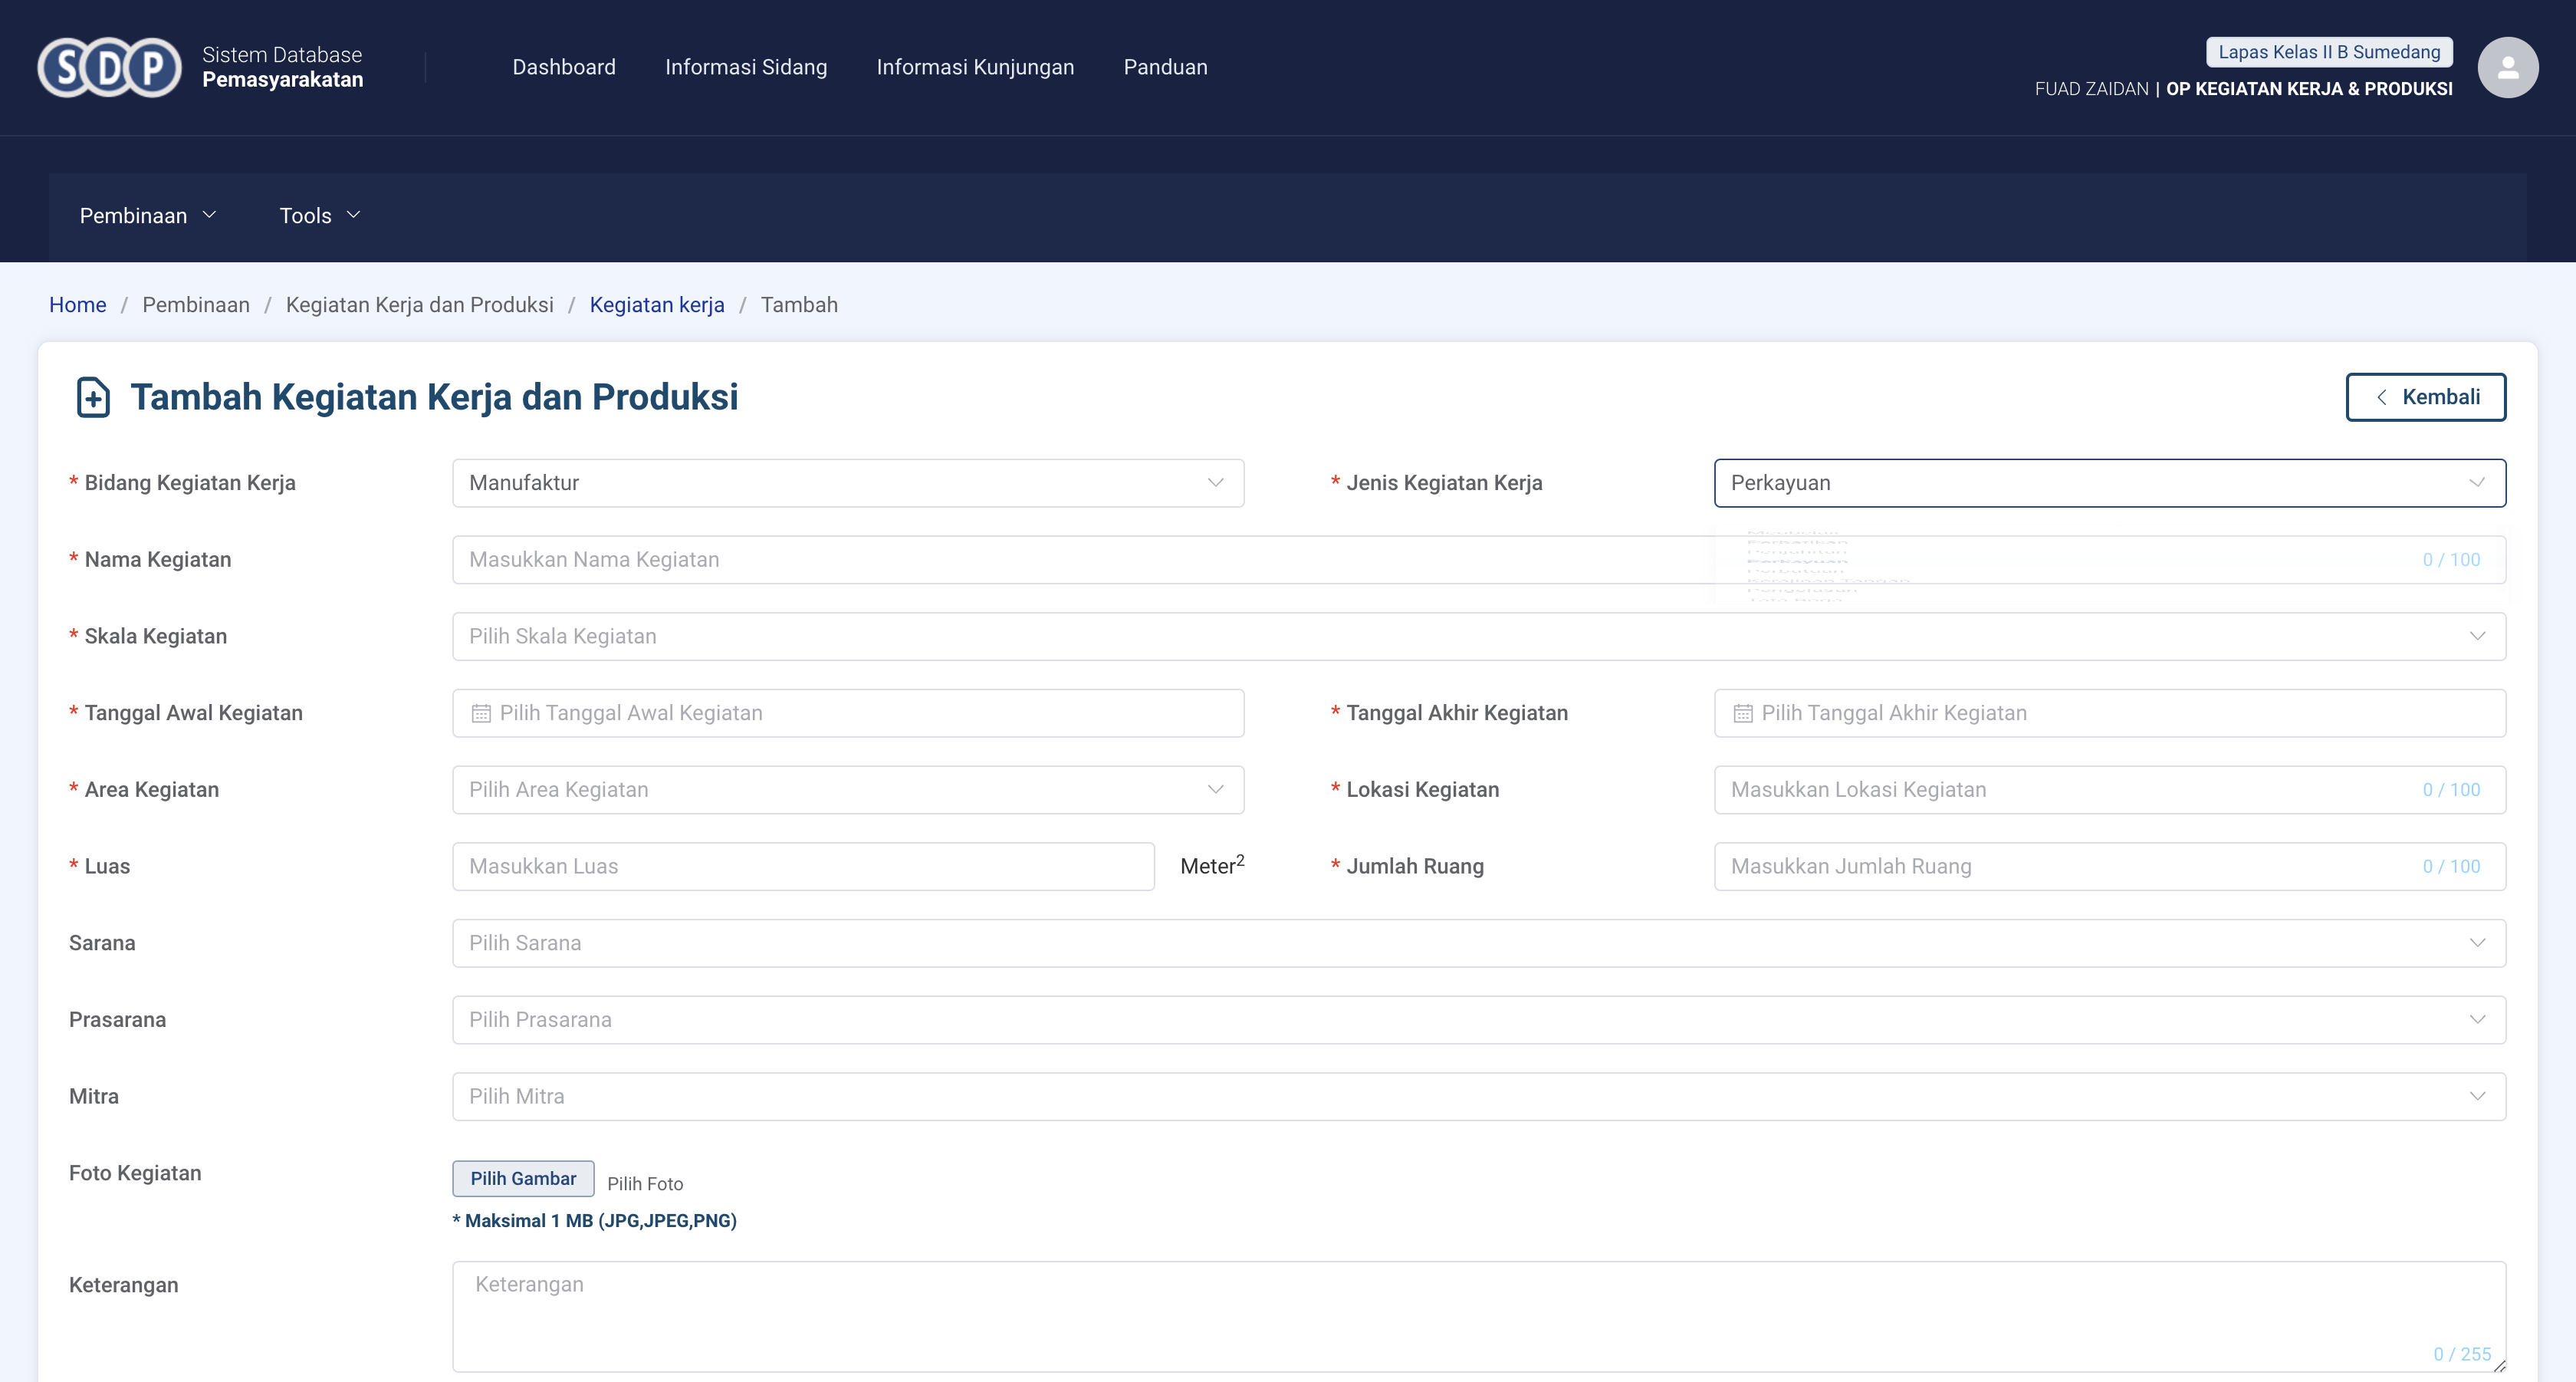 SDP
Sistem Database
Pemasyarakatan
Dashboard
Informasi Sidang
Informasi Kunjungan
Panduan
Lapas Kelas II B Sumedang
FUAD ZAIDAN | OP KEGIATAN KERJA & PRODUKSI
Pembinaan
Tools
Home / Pembinaan / Kegiatan Kerja dan Produksi / Kegiatan kerja / Tambah
Tambah Kegiatan Kerja dan Produksi
Kembali
* Bidang Kegiatan Kerja
Manufaktur
* Jenis Kegiatan Kerja
Perkayuan
* Nama Kegiatan
Masukkan Nama Kegiatan
0 / 100
* Skala Kegiatan
Pilih Skala Kegiatan
* Tanggal Awal Kegiatan
Pilih Tanggal Awal Kegiatan
* Tanggal Akhir Kegiatan
Pilih Tanggal Akhir Kegiatan
* Area Kegiatan
Pilih Area Kegiatan
* Lokasi Kegiatan
Masukkan Lokasi Kegiatan
0 / 100
* Luas
Masukkan Luas
Meter²
* Jumlah Ruang
Masukkan Jumlah Ruang
0 / 100
Sarana
Pilih Sarana
Prasarana
Pilih Prasarana
Mitra
Pilih Mitra
Foto Kegiatan
Pilih Gambar
Pilih Foto
* Maksimal 1 MB (JPG,JPEG,PNG)
Keterangan
Keterangan
0 / 255